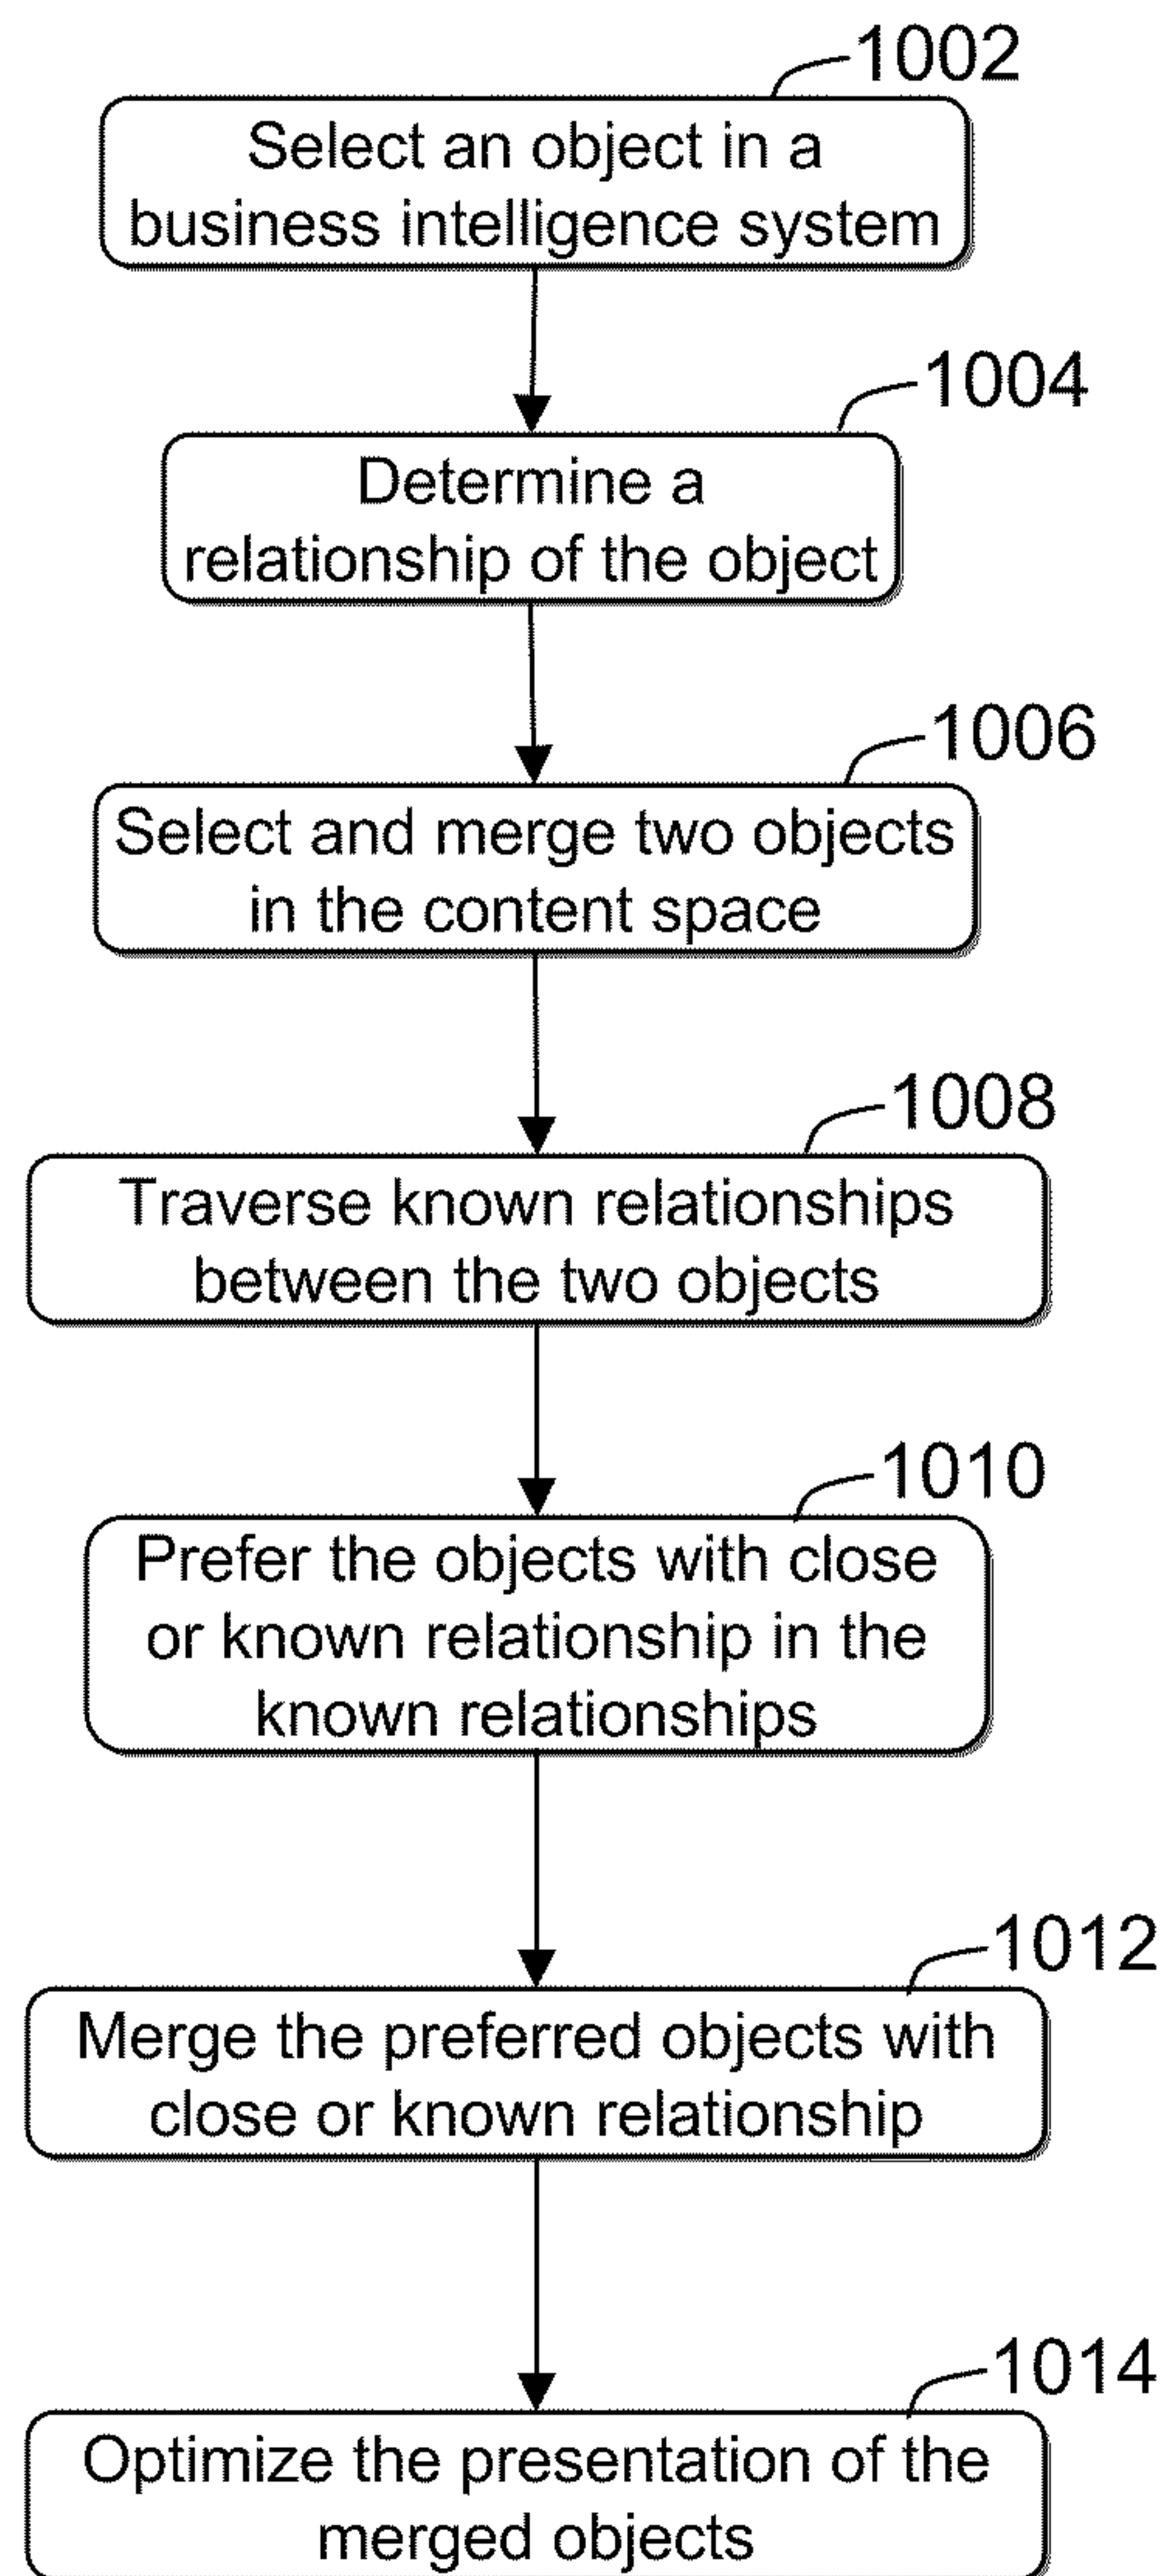 1002
Select an object in a
business intelligence system
1004
Determine a
relationship of the object
1006
Select and merge two objects
in the content space
1008
Traverse known relationships
between the two objects
1010
Prefer the objects with close
or known relationship in the
known relationships
1012
Merge the preferred objects with
close or known relationship
1014
Optimize the presentation of the
merged objects